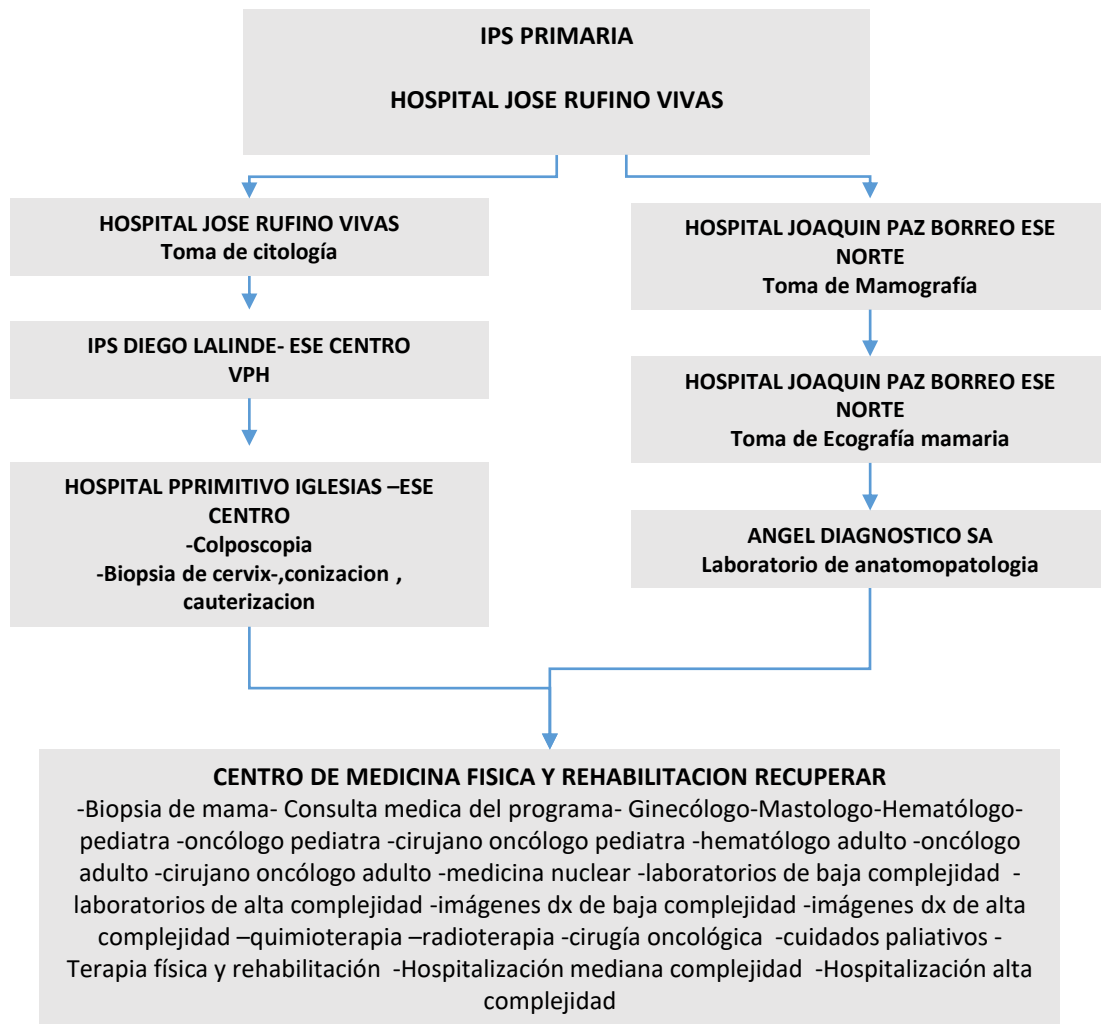 IPS PRIMARIA
HOSPITAL JOSE RUFINO VIVAS
HOSPITAL JOSE RUFINO VIVAS
Toma de citología
IPS DIEGO LALINDE- ESE CENTRO
VPH
HOSPITAL PPRIMITIVO IGLESIAS –ESE
CENTRO
-Colposcopia
-Biopsia de cervix-,conizacion ,
cauterizacion
HOSPITAL JOAQUIN PAZ BORREO ESE
NORTE
Toma de Mamografía
HOSPITAL JOAQUIN PAZ BORREO ESE
NORTE
Toma de Ecografía mamaria
ANGEL DIAGNOSTICO SA
Laboratorio de anatomopatologia
CENTRO DE MEDICINA FISICA Y REHABILITACION RECUPERAR
-Biopsia de mama- Consulta medica del programa- Ginecólogo-Mastologo-Hematólogo-
pediatra -oncólogo pediatra -cirujano oncólogo pediatra -hematólogo adulto -oncólogo
adulto -cirujano oncólogo adulto -medicina nuclear -laboratorios de baja complejidad -
laboratorios de alta complejidad -imágenes dx de baja complejidad -imágenes dx de alta
complejidad –quimioterapia –radioterapia -cirugía oncológica -cuidados paliativos -
Terapia física y rehabilitación -Hospitalización mediana complejidad -Hospitalización alta
complejidad